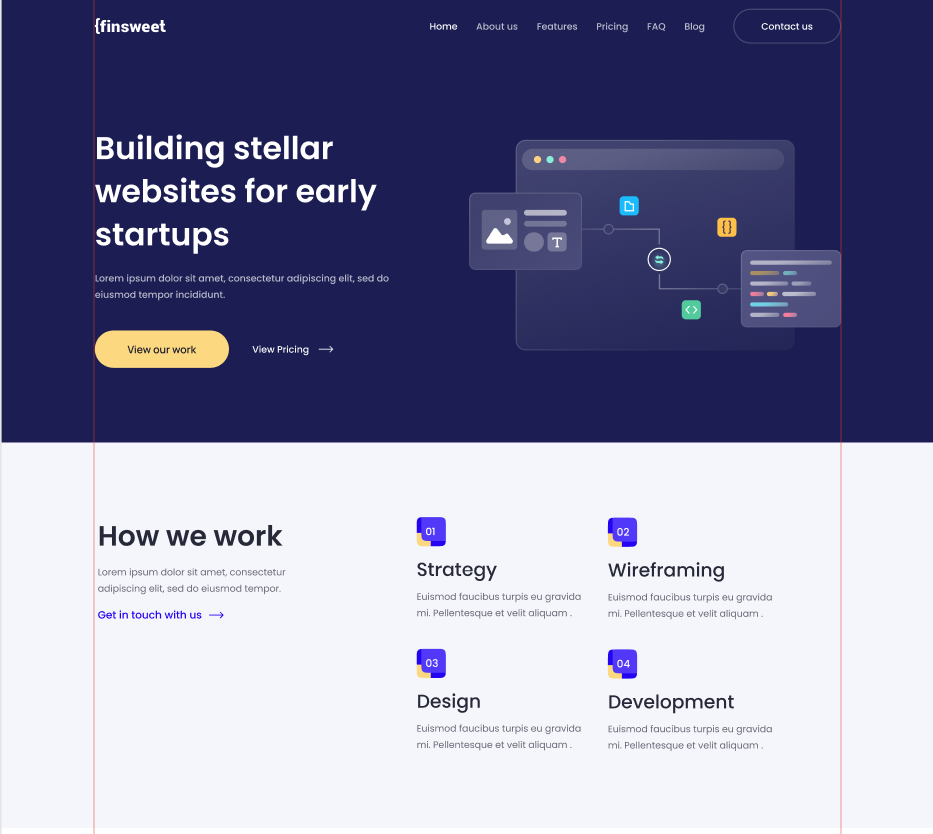 {finsweet
Home About us Features Pricing FAQ Blog Contact us
Building stellar
websites for early
startups
Lorem ipsum dolor sit amet, consectetur adipiscing elit, sed do
eiusmod tempor incididunt.
View our work
View Pricing
T
{}
How we work
Lorem ipsum dolor sit amet, consectetur
adipiscing elit, sed do eiusmod tempor.
Get in touch with us
01
Strategy
Euismod faucibus turpis eu gravida
mi. Pellentesque et velit aliquam .
02
Wireframing
Euismod faucibus turpis eu gravida
mi. Pellentesque et velit aliquam .
03
Design
Euismod faucibus turpis eu gravida
mi. Pellentesque et velit aliquam .
04
Development
Euismod faucibus turpis eu gravida
mi. Pellentesque et velit aliquam .